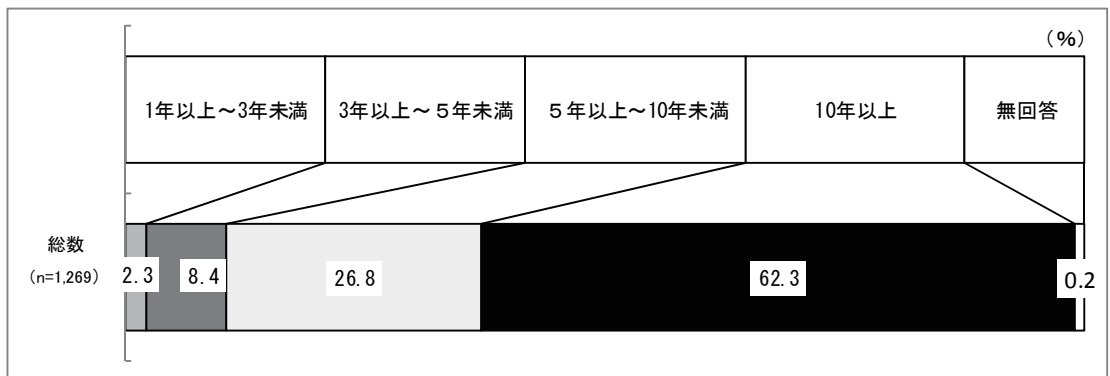 （％）
1年以上～3年未満 3年以上～５年未満 ５年以上～10年未満 10年以上 無回答
総数
（n=1,269）
2.3 8.4 26.8 62.3 0.2